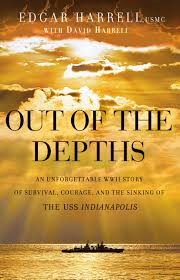 EDGAR HARRELL, USMC
WITH DAVID HARRELL
OUT OF THE
DEPTHS
AN UNFORGETTABLE WWII STORY
OF SURVIVAL, COURAGE, AND THE SINKING OF
THE USS INDIANAPOLIS